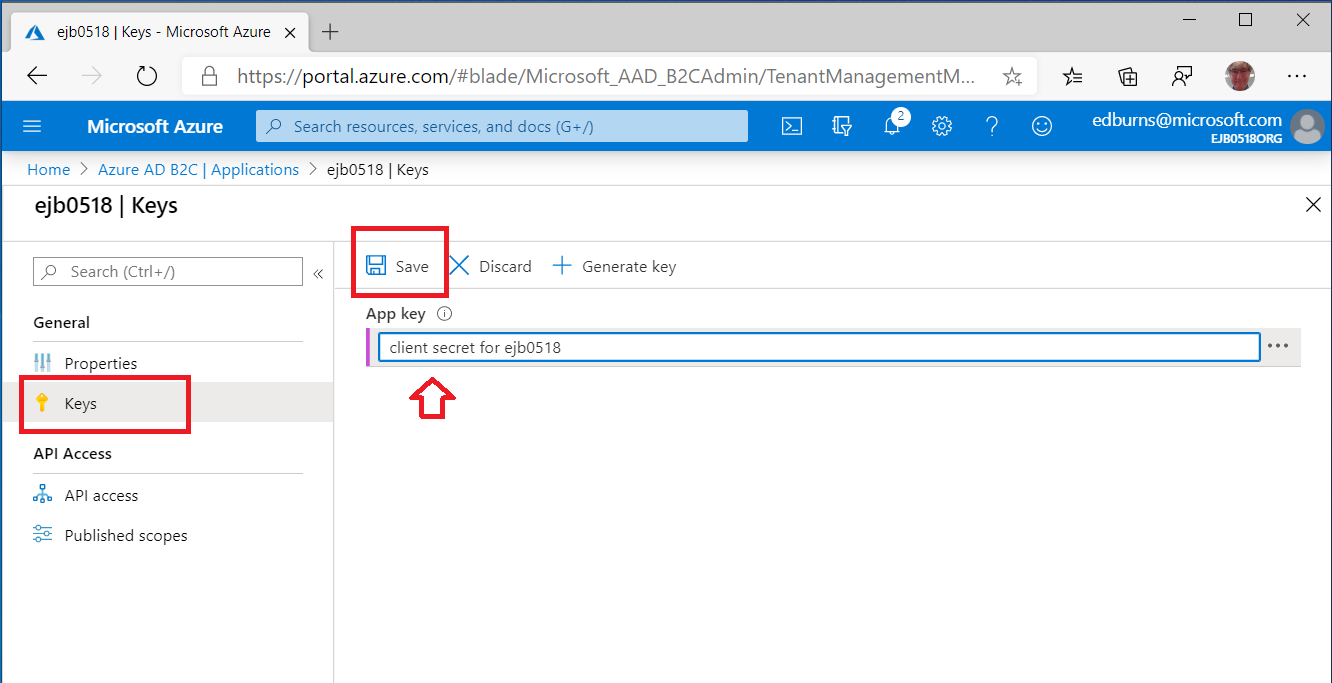 ejb0518 | Keys - Microsoft Azure
https://portal.azure.com/#blade/Microsoft_AAD_B2CAdmin/TenantManagementM...
Microsoft Azure
Search resources, services, and docs (G+/)
2
edburns@microsoft.com
EJB0518ORG
Home > Azure AD B2C | Applications > ejb0518 | Keys
ejb0518 | Keys
Search (Ctrl+/)
«
Save
Discard
Generate key
App key
client secret for ejb0518
General
Properties
Keys
API Access
API access
Published scopes